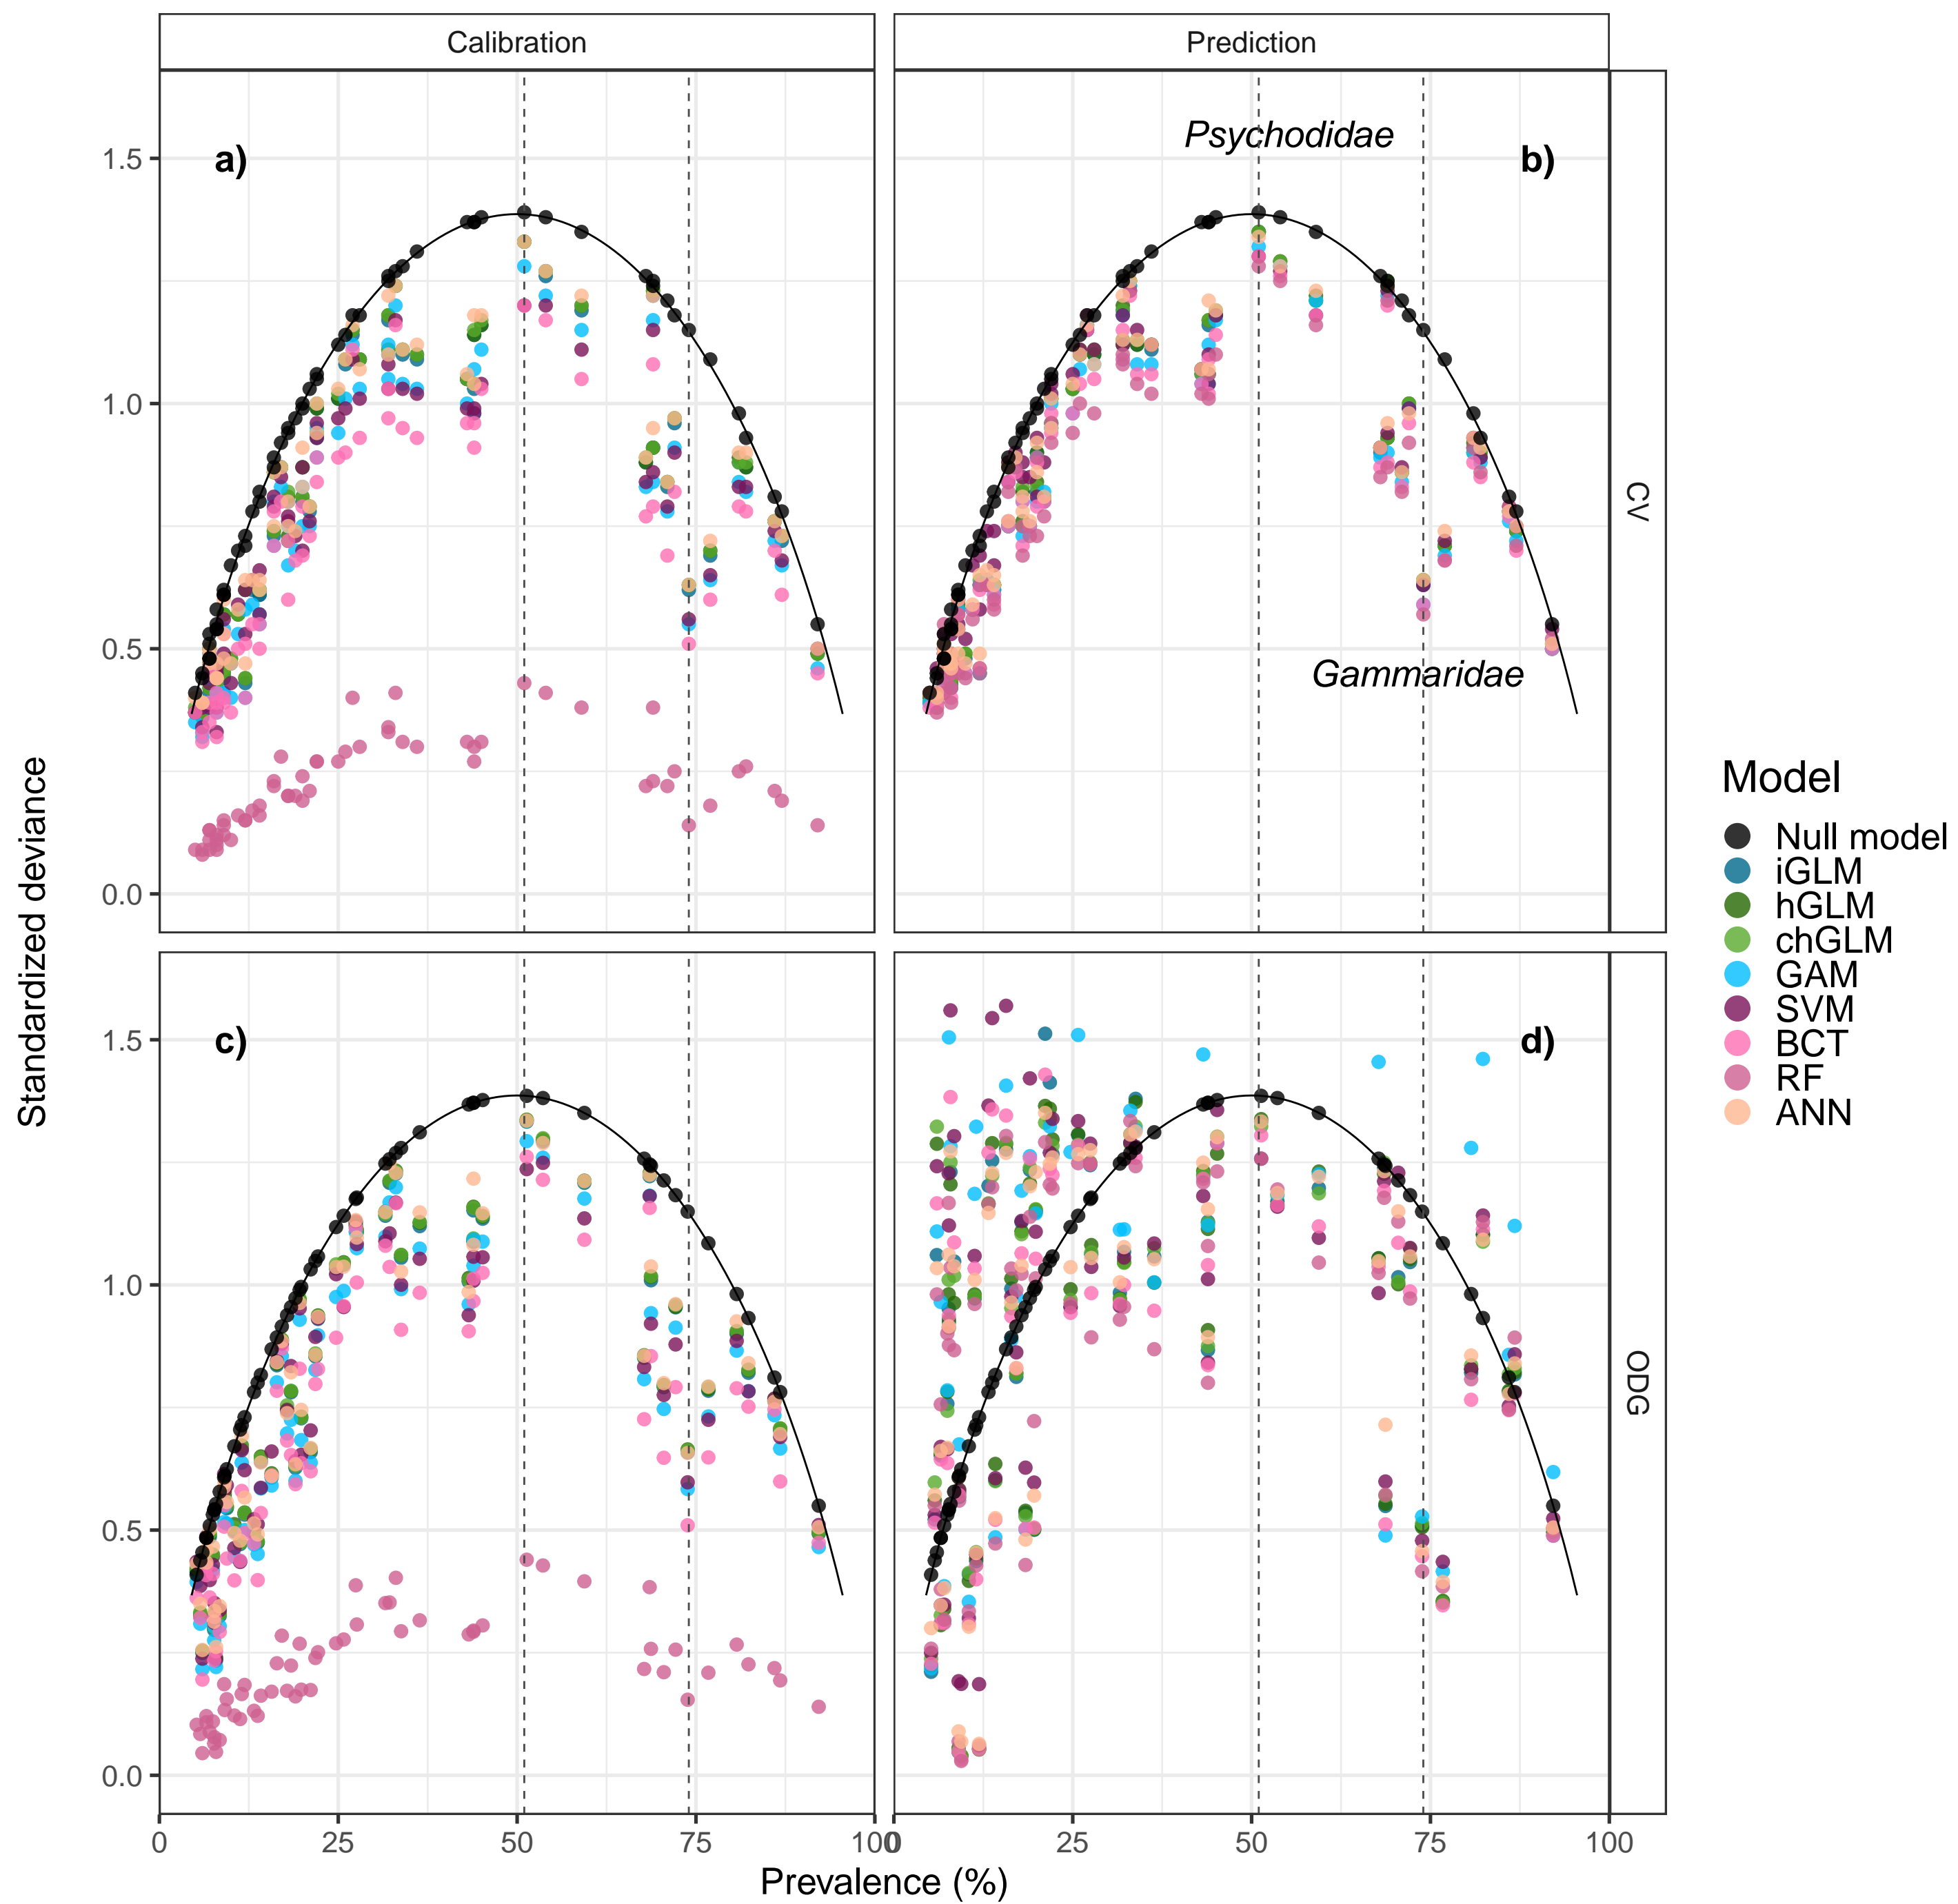 Calibration
Prediction
Psychodidae
a)
b)
1.5
1.0
0.5
0.0
Gammaridae
CV
Standardized deviance
Model
Null model
iGLM
hGLM
chGLM
GAM
SVM
BCT
RF
ANN
c)
d)
1.5
1.0
0.5
0.0
ODG
0 25 50 75 100
0 25 50 75 100
Prevalence (%)